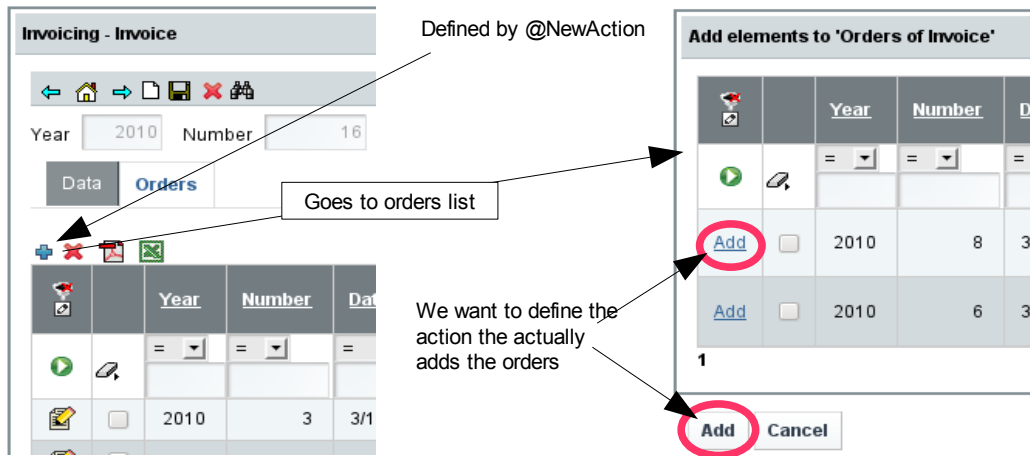 Invoicing - Invoice
Defined by @NewAction
Add elements to 'Orders of Invoice'
Year 2010 Number 16
Data Orders
Goes to orders list
Year Number Dat
= = =
2010 3 3/1
We want to define the
action the actually
adds the orders
Year Number D
= = =
Add 2010 8 3
Add 2010 6 3
1
Add Cancel